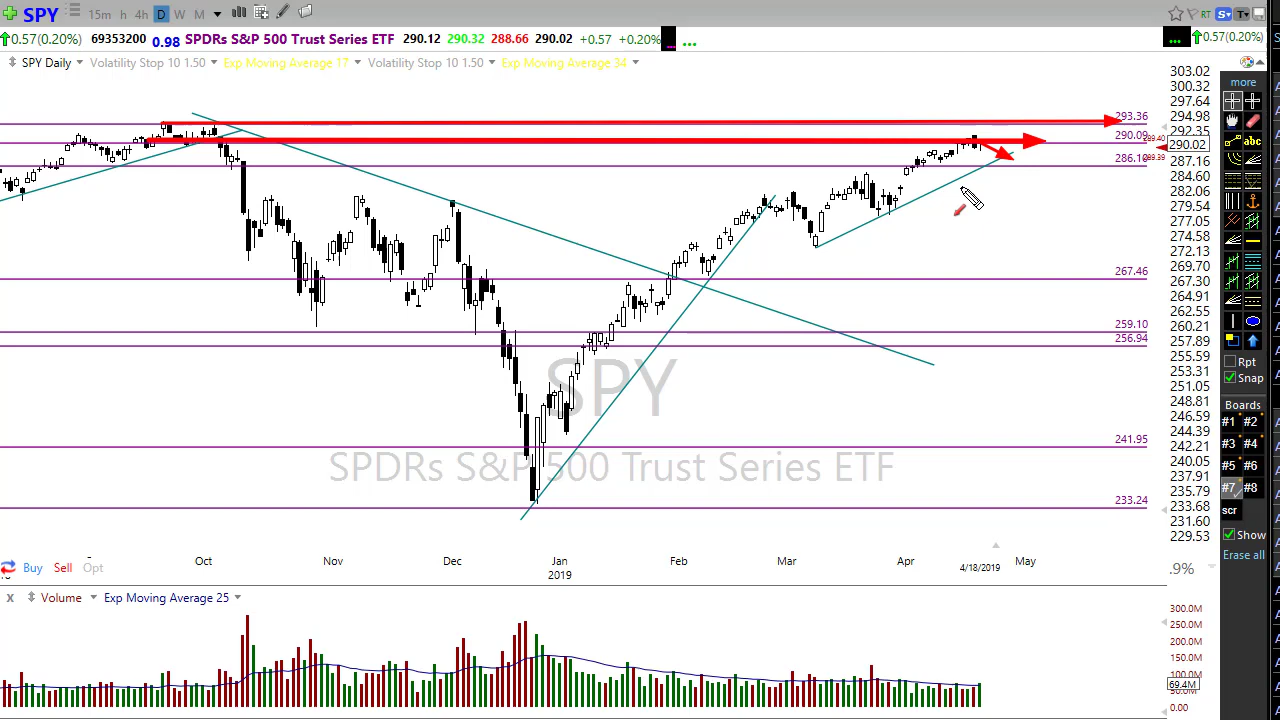 SPY 15m h 4h D W M RT S T
0.57(0.20%) 69353200 0.98 SPDRs S&P 500 Trust Series ETF 290.12 290.32 288.66 290.02 +0.57 +0.20% ... ... 0.57(0.20%)
SPY Daily Volatility Stop 10 1.50 Exp Moving Average 17 Volatility Stop 10 1.50 Exp Moving Average 34
303.02
more
300.32
297.64
293.36 294.98
290.09 292.35
289.40
abc
290.02
286.10 289.39
287.16
284.60
282.06
279.54
277.05
274.58
272.13
267.46 269.70
267.30
264.91
262.55
259.10 260.21
256.94 257.89
255.59
Rpt
253.31
Snap
251.05
SPY
248.81
Boards
246.59
#1 #2
241.95 244.39
#3 #4
242.21
SPDRs S&P 500 Trust Series ETF
240.05
#5 #6
237.91
235.79
#7 #8
233.24 233.68
scr
231.60
229.53
Show
Oct Nov Dec Jan Feb Mar Apr May
Erase all
Buy Sell Opt 2019 4/18/2019 .9%
X Volume Exp Moving Average 25
300.0M
250.0M
200.0M
150.0M
100.0M
69.4M
50.0M
0.00